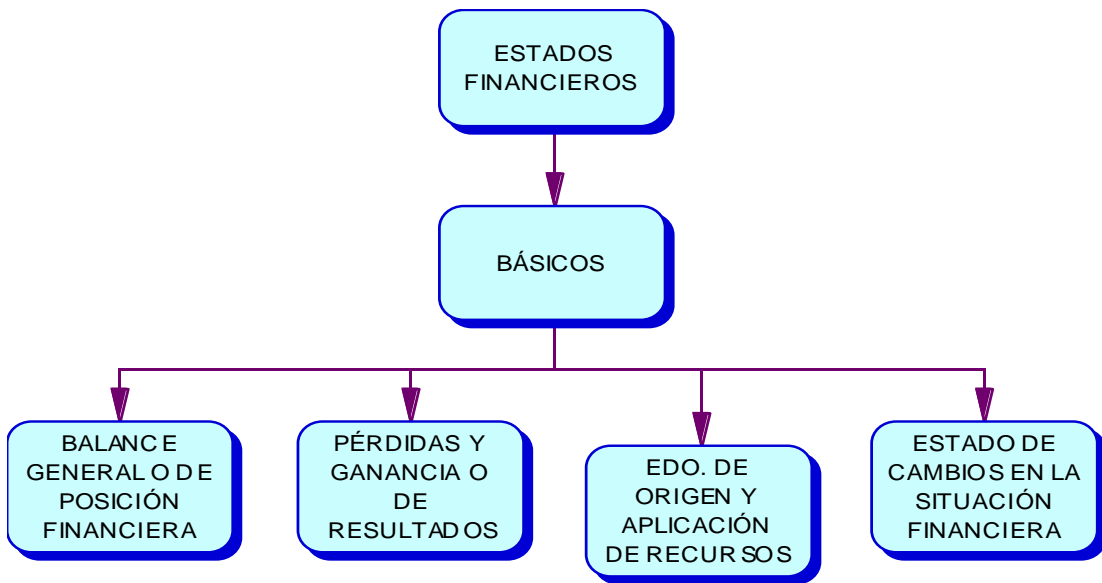 ESTADOS
FINANCIEROS
BÁSICOS
BALANCE
GENERAL O DE
POSICIÓN
FINANCIERA
PÉRDIDAS Y
GANANCIA O
DE
RESULTADOS
EDO. DE
ORIGEN Y
APLICACIÓN
DE RECURSOS
ESTADO DE
CAMBIOS EN LA
SITUACIÓN
FINANCIERA